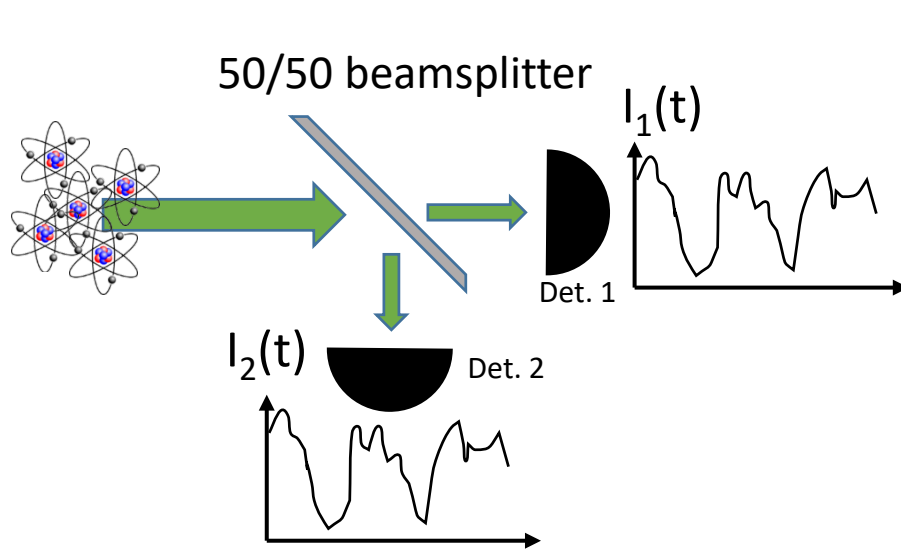 50/50 beamsplitter
I₁(t)
Det. 1
I₂(t)
Det. 2